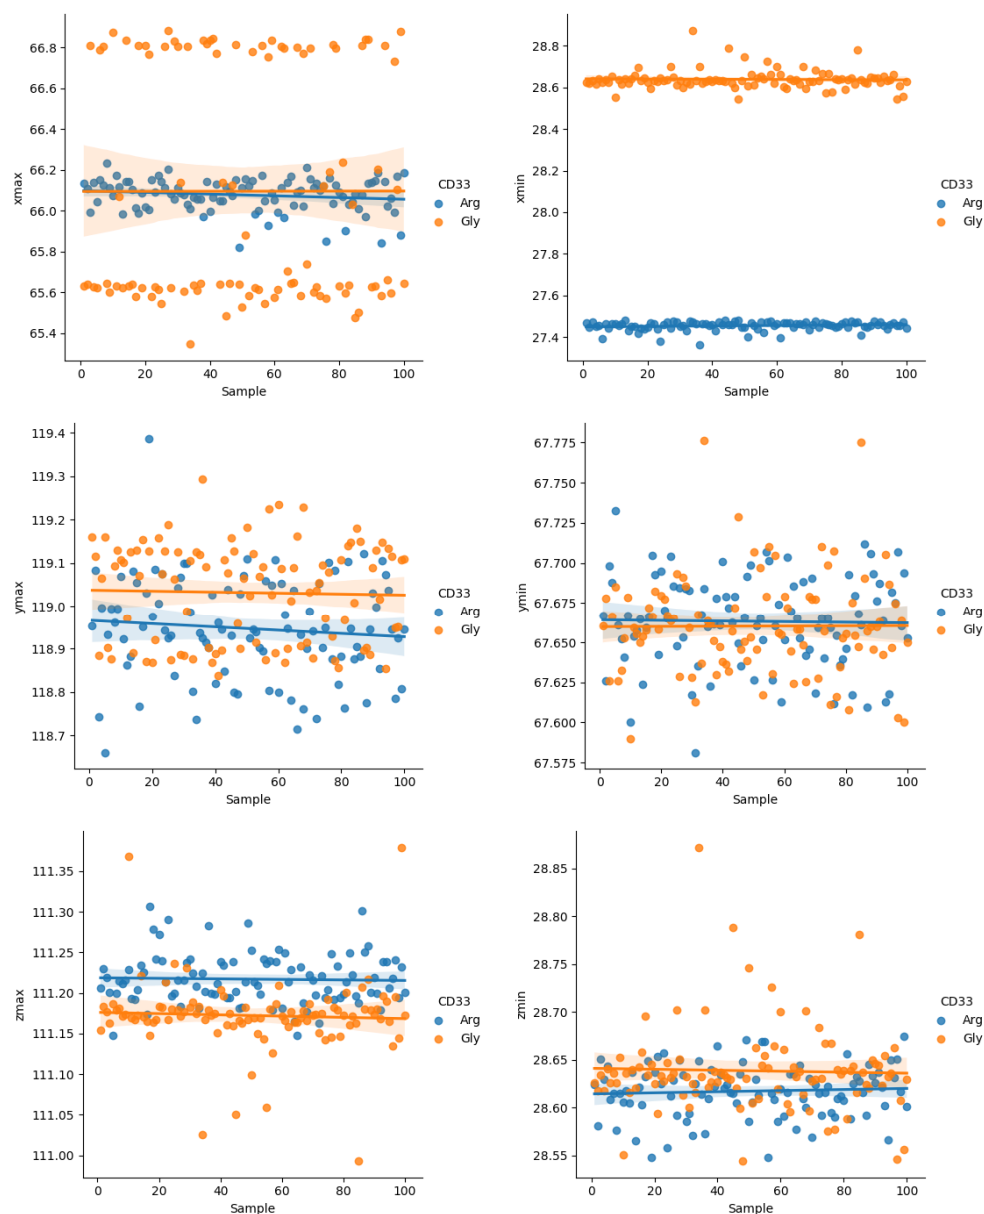 66.8
66.6
66.4
66.2
66.0
65.8
65.6
65.4
xmax
0 20 40 60 80 100
Sample
CD33
Arg
Gly
28.8
28.6
28.4
28.2
28.0
27.8
27.6
27.4
xmin
0 20 40 60 80 100
Sample
CD33
Arg
Gly
119.4
119.3
119.2
119.1
119.0
118.9
118.8
118.7
ymax
0 20 40 60 80 100
Sample
CD33
Arg
Gly
67.775
67.750
67.725
67.700
67.675
67.650
67.625
67.600
67.575
ymin
0 20 40 60 80 100
Sample
CD33
Arg
Gly
111.35
111.30
111.25
111.20
111.15
111.10
111.05
111.00
zmax
0 20 40 60 80 100
Sample
CD33
Arg
Gly
28.85
28.80
28.75
28.70
28.65
28.60
28.55
zmin
0 20 40 60 80 100
Sample
CD33
Arg
Gly